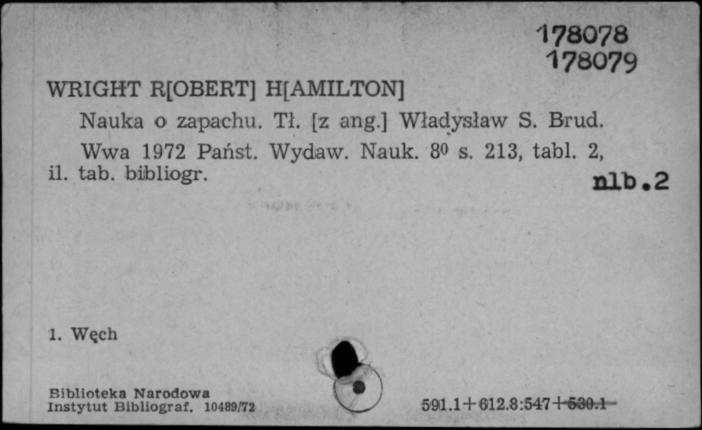 178078
178079
WRIGHT R[OBERT] H[AMILTON]
Nauka o zapachu. Tł. [z ang.] Władysław S. Brud.
Wwa 1972 Państ. Wydaw. Nauk. 8⁰ s. 213, tabl. 2,
il. tab. bibliogr.
nlb.2
1. Węch
Biblioteka Narodowa
Instytut Bibliograf. 10489/72
591.1+612.8:547+530.1